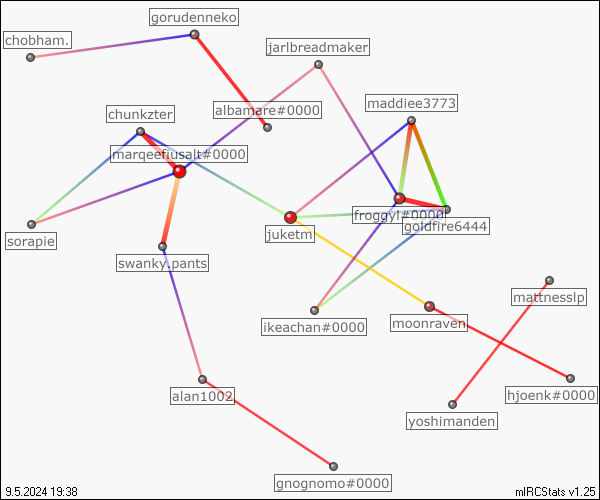 gorudenneko
chobham.
jarlbreadmaker
maddiee3773
albamare#0000
chunkzter
marqeefiusalt#0000
froggyl#0000
goldfire6444
juketm
sorapie
swanky.pants
mattnesslp
ikeachan#0000
moonraven
alan1002
hjoenk#0000
yoshimanden
gnognomo#0000
9.5.2024 19:38
mIRCStats v1.25